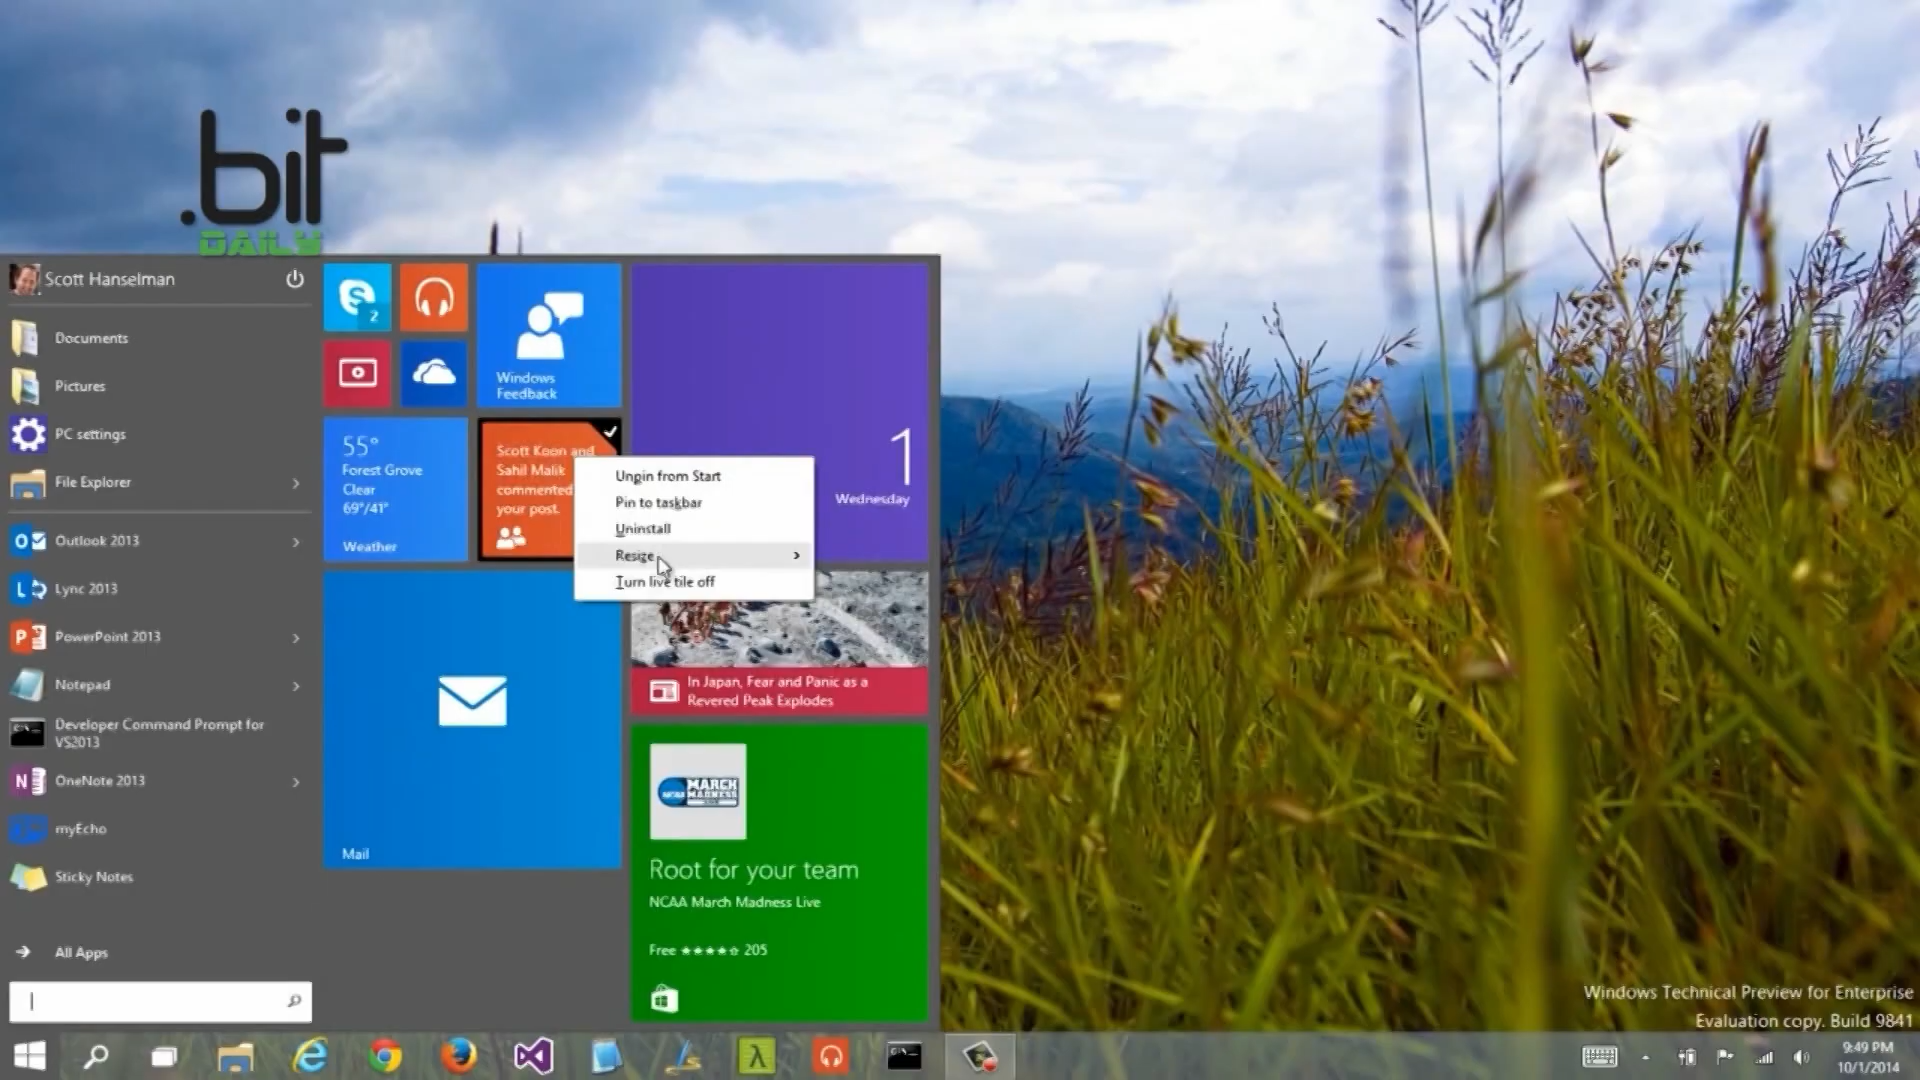 .bit
DAILY
Scott Hanselman
Documents
Pictures
PC settings
File Explorer
Outlook 2013
Lync 2013
PowerPoint 2013
Notepad
Developer Command Prompt for
VS2013
OneNote 2013
myEcho
Sticky Notes
All Apps
2
Windows
Feedback
55°
Forest Grove
Clear
69°/41°
Weather
Scott Koon and
Sahil Malik
commented
your post.
Unpin from Start
Pin to taskbar
Uninstall
Resize
Turn live tile off
1
Wednesday
Mail
In Japan, Fear and Panic as a
Revered Peak Explodes
NCAA MARCH
MADNESS
LIVE
Root for your team
NCAA March Madness Live
Free ★★★★☆ 205
Windows Technical Preview for Enterprise
Evaluation copy. Build 9841
9:49 PM
10/1/2014